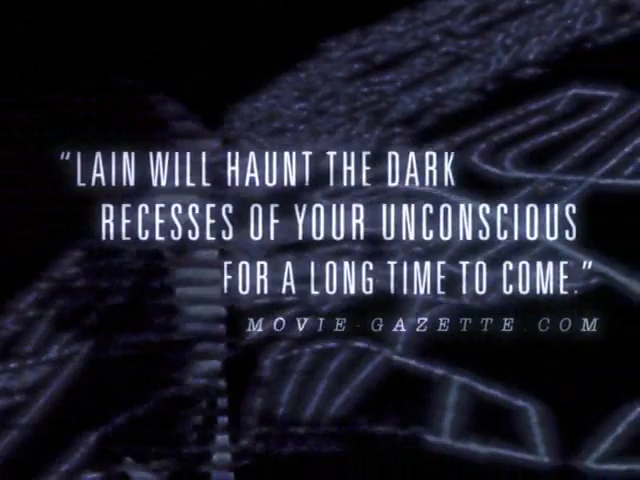 “LAIN WILL HAUNT THE DARK
RECESSES OF YOUR UNCONSCIOUS
FOR A LONG TIME TO COME.”
MOVIE-GAZETTE.COM